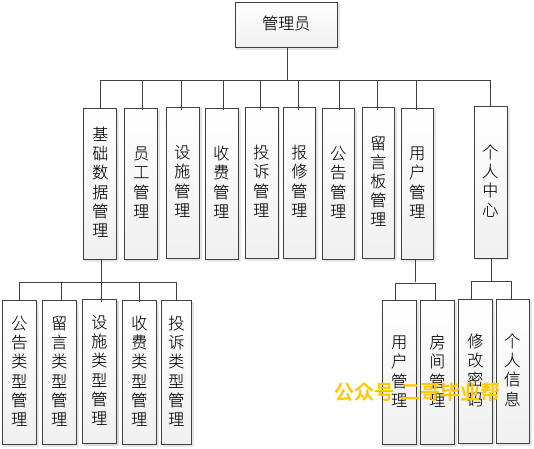 管理员
基础数据管理
员工管理
设施管理
收费管理
投诉管理
报修管理
公告管理
留言板管理
用户管理
个人中心
公告类型管理
留言类型管理
设施类型管理
收费类型管理
投诉类型管理
用户管理
房间管理
修改密码
个人信息
公众号 二哥毕业帮